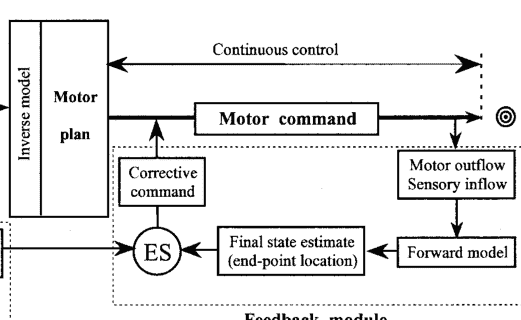 Continuous control
Inverse model
Motor
plan
Motor command
Corrective
command
Motor outflow
Sensory inflow
ES
Final state estimate
(end-point location)
Forward model
Feedback module